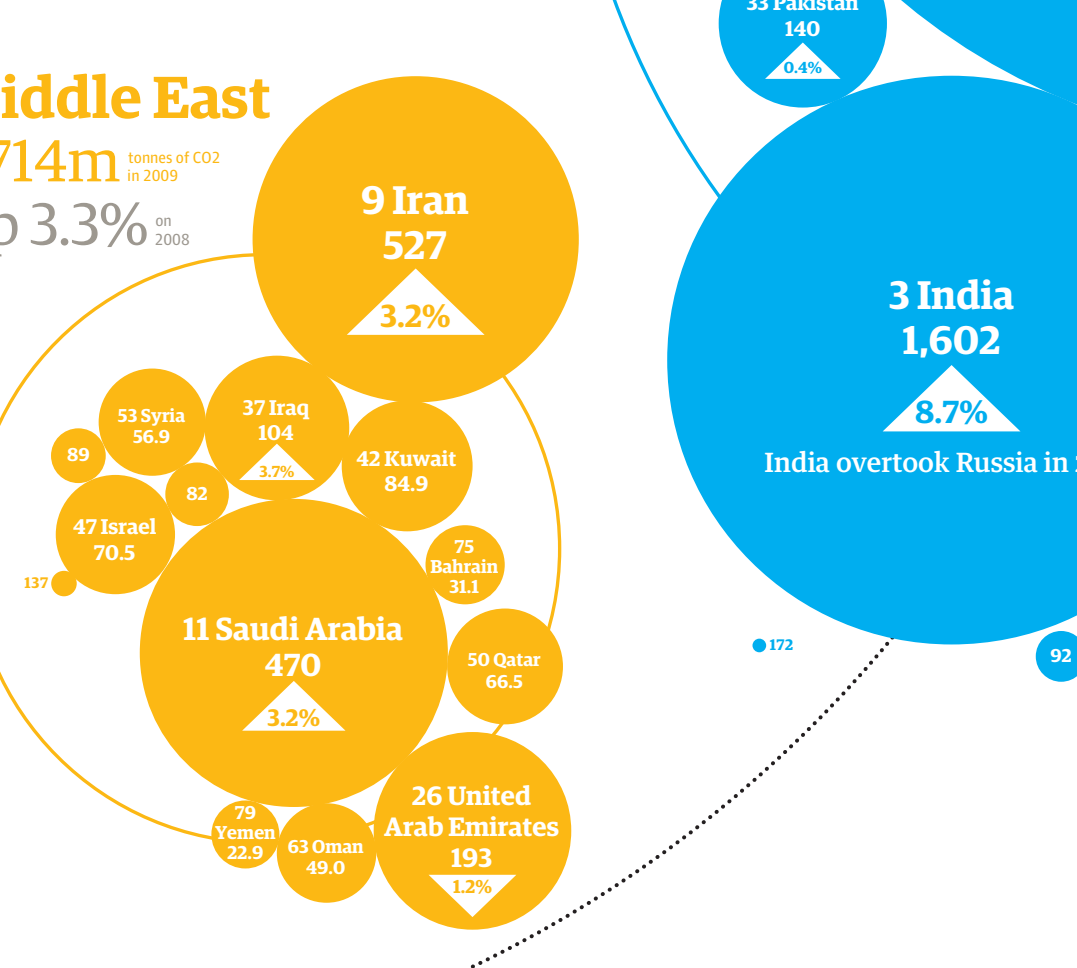 iddle East
714m tonnes of CO2
in 2009
p 3.3% on
2008
9 Iran
527
3.2%
53 Syria
56.9
37 Iraq
104
3.7%
42 Kuwait
84.9
89
82
47 Israel
70.5
137
75
Bahrain
31.1
11 Saudi Arabia
470
3.2%
50 Qatar
66.5
79
Yemen
22.9
63 Oman
49.0
26 United
Arab Emirates
193
1.2%
33 Pakistan
140
0.4%
3 India
1,602
8.7%
India overtook Russia in
172
92